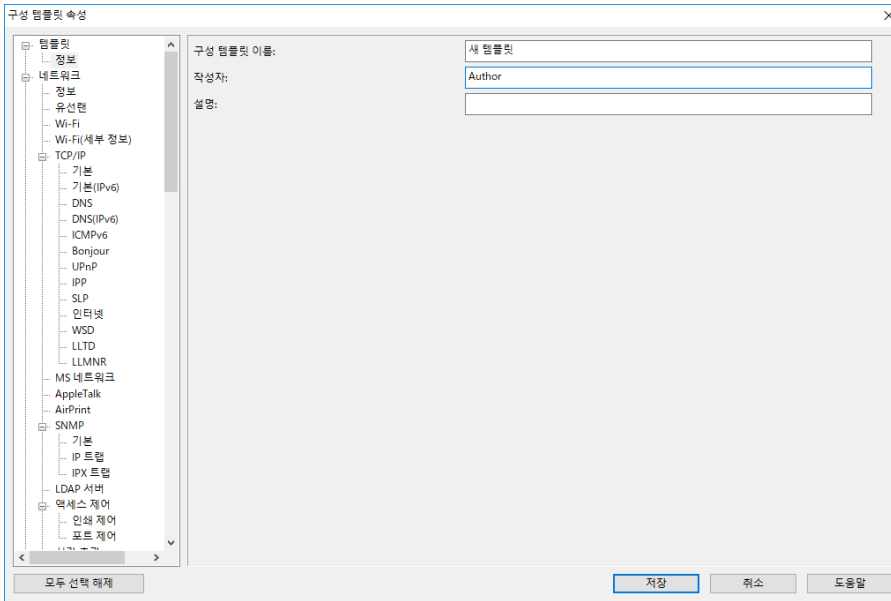 구성 템플릿 속성
템플릿
정보
네트워크
정보
유선랜
Wi-Fi
Wi-Fi(세부 정보)
TCP/IP
기본
기본(IPv6)
DNS
DNS(IPv6)
ICMPv6
Bonjour
UPnP
IPP
SLP
인터넷
WSD
LLTD
LLMNR
MS 네트워크
AppleTalk
AirPrint
SNMP
기본
IP 트랩
IPX 트랩
LDAP 서버
액세스 제어
인쇄 제어
포트 제어
구성 템플릿 이름:
새 템플릿
작성자:
Author
설명:
모두 선택 해제
저장
취소
도움말